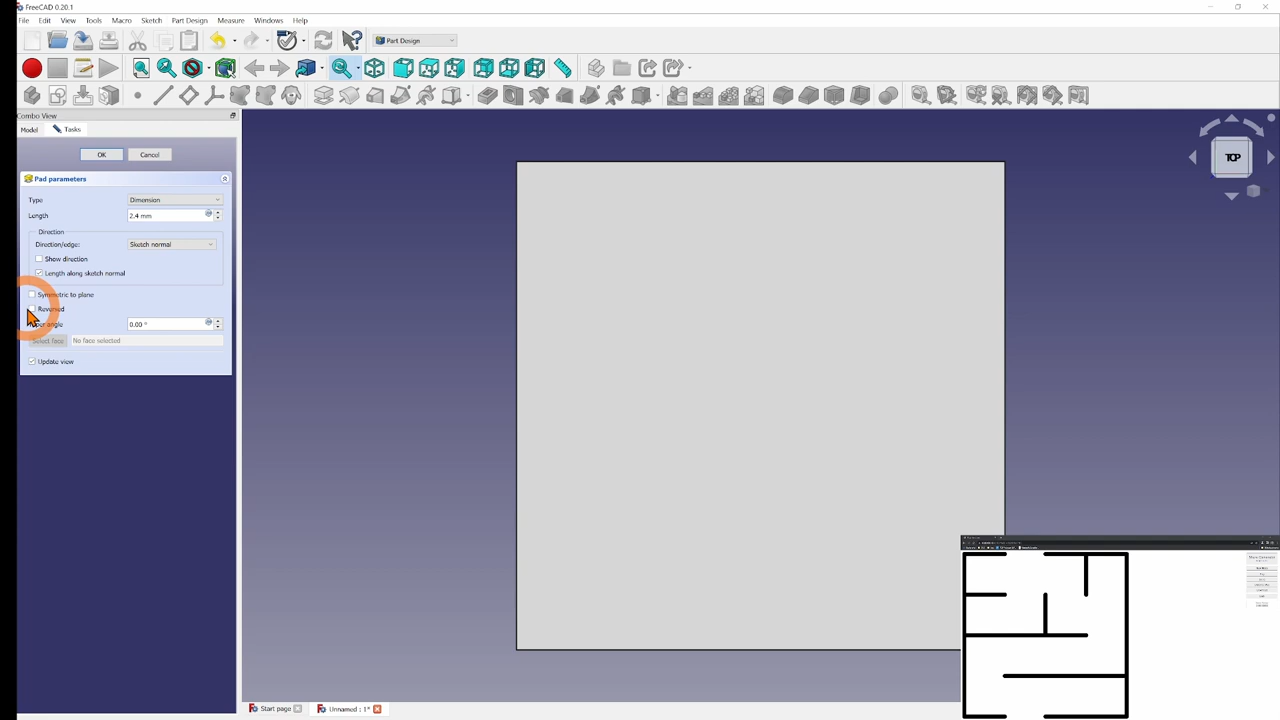 FreeCAD 0.20.1
File Edit View Tools Macro Sketch Part Design Measure Windows Help
Part Design
Combo View
Model Tasks
OK Cancel
Pad parameters
Type Dimension
Length 2.4 mm
Direction
Direction/edge: Sketch normal
Show direction
Length along sketch normal
Symmetric to plane
Reversed
angle 0.00 °
Select face No face selected
Update view
TOP
Start page Unnamed : 1*